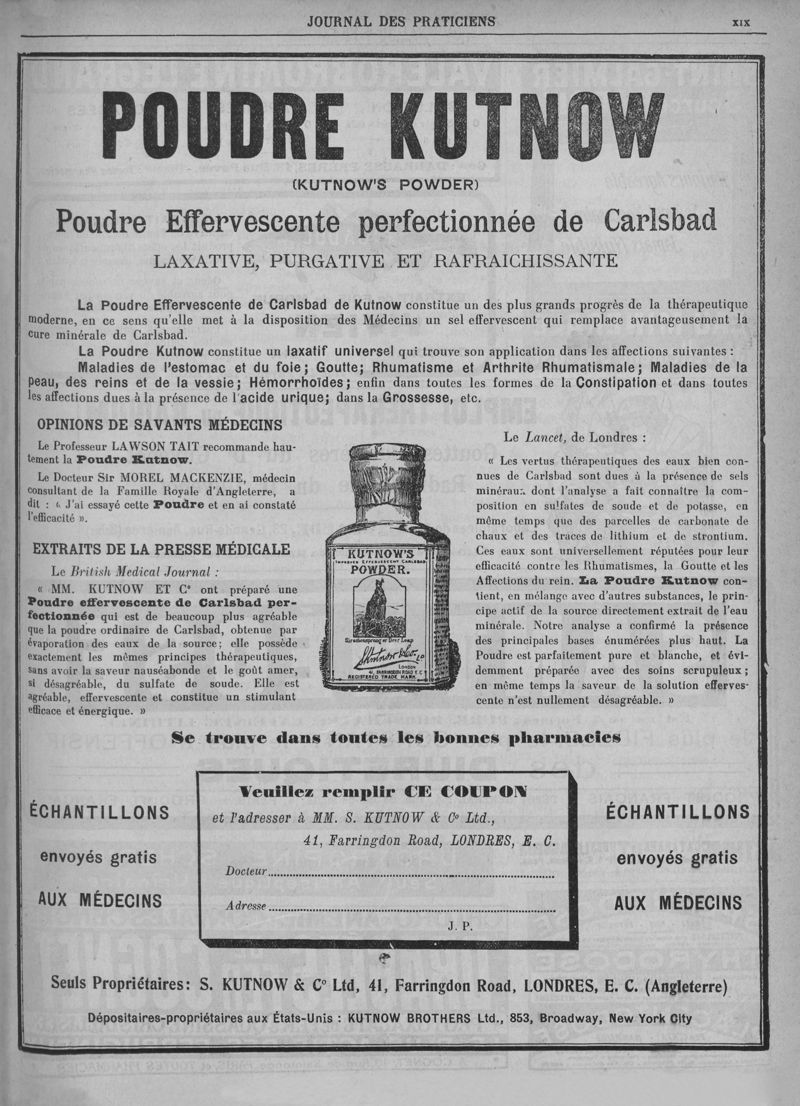 JOURNAL DES PRATICIENS
XIX
POUDRE KUTNOW
(KUTNOW'S POWDER)
Poudre Effervescente perfectionnée de Carlsbad
LAXATIVE, PURGATIVE ET RAFRAICHISSANTE
La Poudre Effervescente de Carlsbad de Kutnow constitue un des plus grands progrès de la thérapeutique
moderne, en ce sens qu'elle met à la disposition des Médecins un sel effervescent qui remplace avantageusement la
cure minérale de Carlsbad.
La Poudre Kutnow constitue un laxatif universel qui trouve son application dans les affections suivantes :
Maladies de l'estomac et du foie; Goutte; Rhumatisme et Arthrite Rhumatismale; Maladies de la
peau, des reins et de la vessie; Hémorrhoïdes; enfin dans toutes les formes de la Constipation et dans toutes
les affections dues à la présence de l'acide urique; dans la Grossesse, etc.
OPINIONS DE SAVANTS MÉDECINS
Le Professeur LAWSON TAIT recommande hau-
tement la Poudre Kutnow.
Le Docteur Sir MOREL MACKENZIE, médecin
consultant de la Famille Royale d'Angleterre, a
dit : « J'ai essayé cette Poudre et en ai constaté
l'efficacité ».
EXTRAITS DE LA PRESSE MÉDICALE
Le British Medical Journal :
« MM. KUTNOW ET Cº ont préparé une
Poudre effervescente de Carlsbad per-
fectionnée qui est de beaucoup plus agréable
que la poudre ordinaire de Carlsbad, obtenue par
évaporation des eaux de la source; elle possède
exactement les mêmes principes thérapeutiques,
sans avoir la saveur nauséabonde et le goût amer,
si désagréable, du sulfate de soude. Elle est
agréable, effervescente et constitue un stimulant
efficace et énergique. »
KUTNOW'S
IMPROVED EFFERVESCENT CARLSBAD
POWDER.
Hirschensprung or Deer Leap
S. Kutnow & Co
London
41, FARRINGDON ROAD E.C.
REGISTERED TRADE MARK
Le Lancet, de Londres :
« Les vertus thérapeutiques des eaux bien con-
nues de Carlsbad sont dues à la présence de sels
minéraux dont l'analyse a fait connaître la com-
position en sulfates de soude et de potasse, en
même temps que des parcelles de carbonate de
chaux et des traces de lithium et de strontium.
Ces eaux sont universellement réputées pour leur
efficacité contre les Rhumatismes, la Goutte et les
Affections du rein. La Poudre Kutnow con-
tient, en mélange avec d'autres substances, le prin-
cipe actif de la source directement extrait de l'eau
minérale. Notre analyse a confirmé la présence
des principales bases énumérées plus haut. La
Poudre est parfaitement pure et blanche, et évi-
demment préparée avec des soins scrupuleux;
en même temps la saveur de la solution efferves-
cente n'est nullement désagréable. »
Se trouve dans toutes les bonnes pharmacies
ÉCHANTILLONS
envoyés gratis
AUX MÉDECINS
Veuillez remplir CE COUPON
et l'adresser à MM. S. KUTNOW & Cº Ltd.,
41, Farringdon Road, LONDRES, E. C.
Docteur
Adresse
J. P.
ÉCHANTILLONS
envoyés gratis
AUX MÉDECINS
Seuls Propriétaires: S. KUTNOW & Cº Ltd, 41, Farringdon Road, LONDRES, E. C. (Angleterre)
Dépositaires-propriétaires aux États-Unis : KUTNOW BROTHERS Ltd., 853, Broadway, New York City